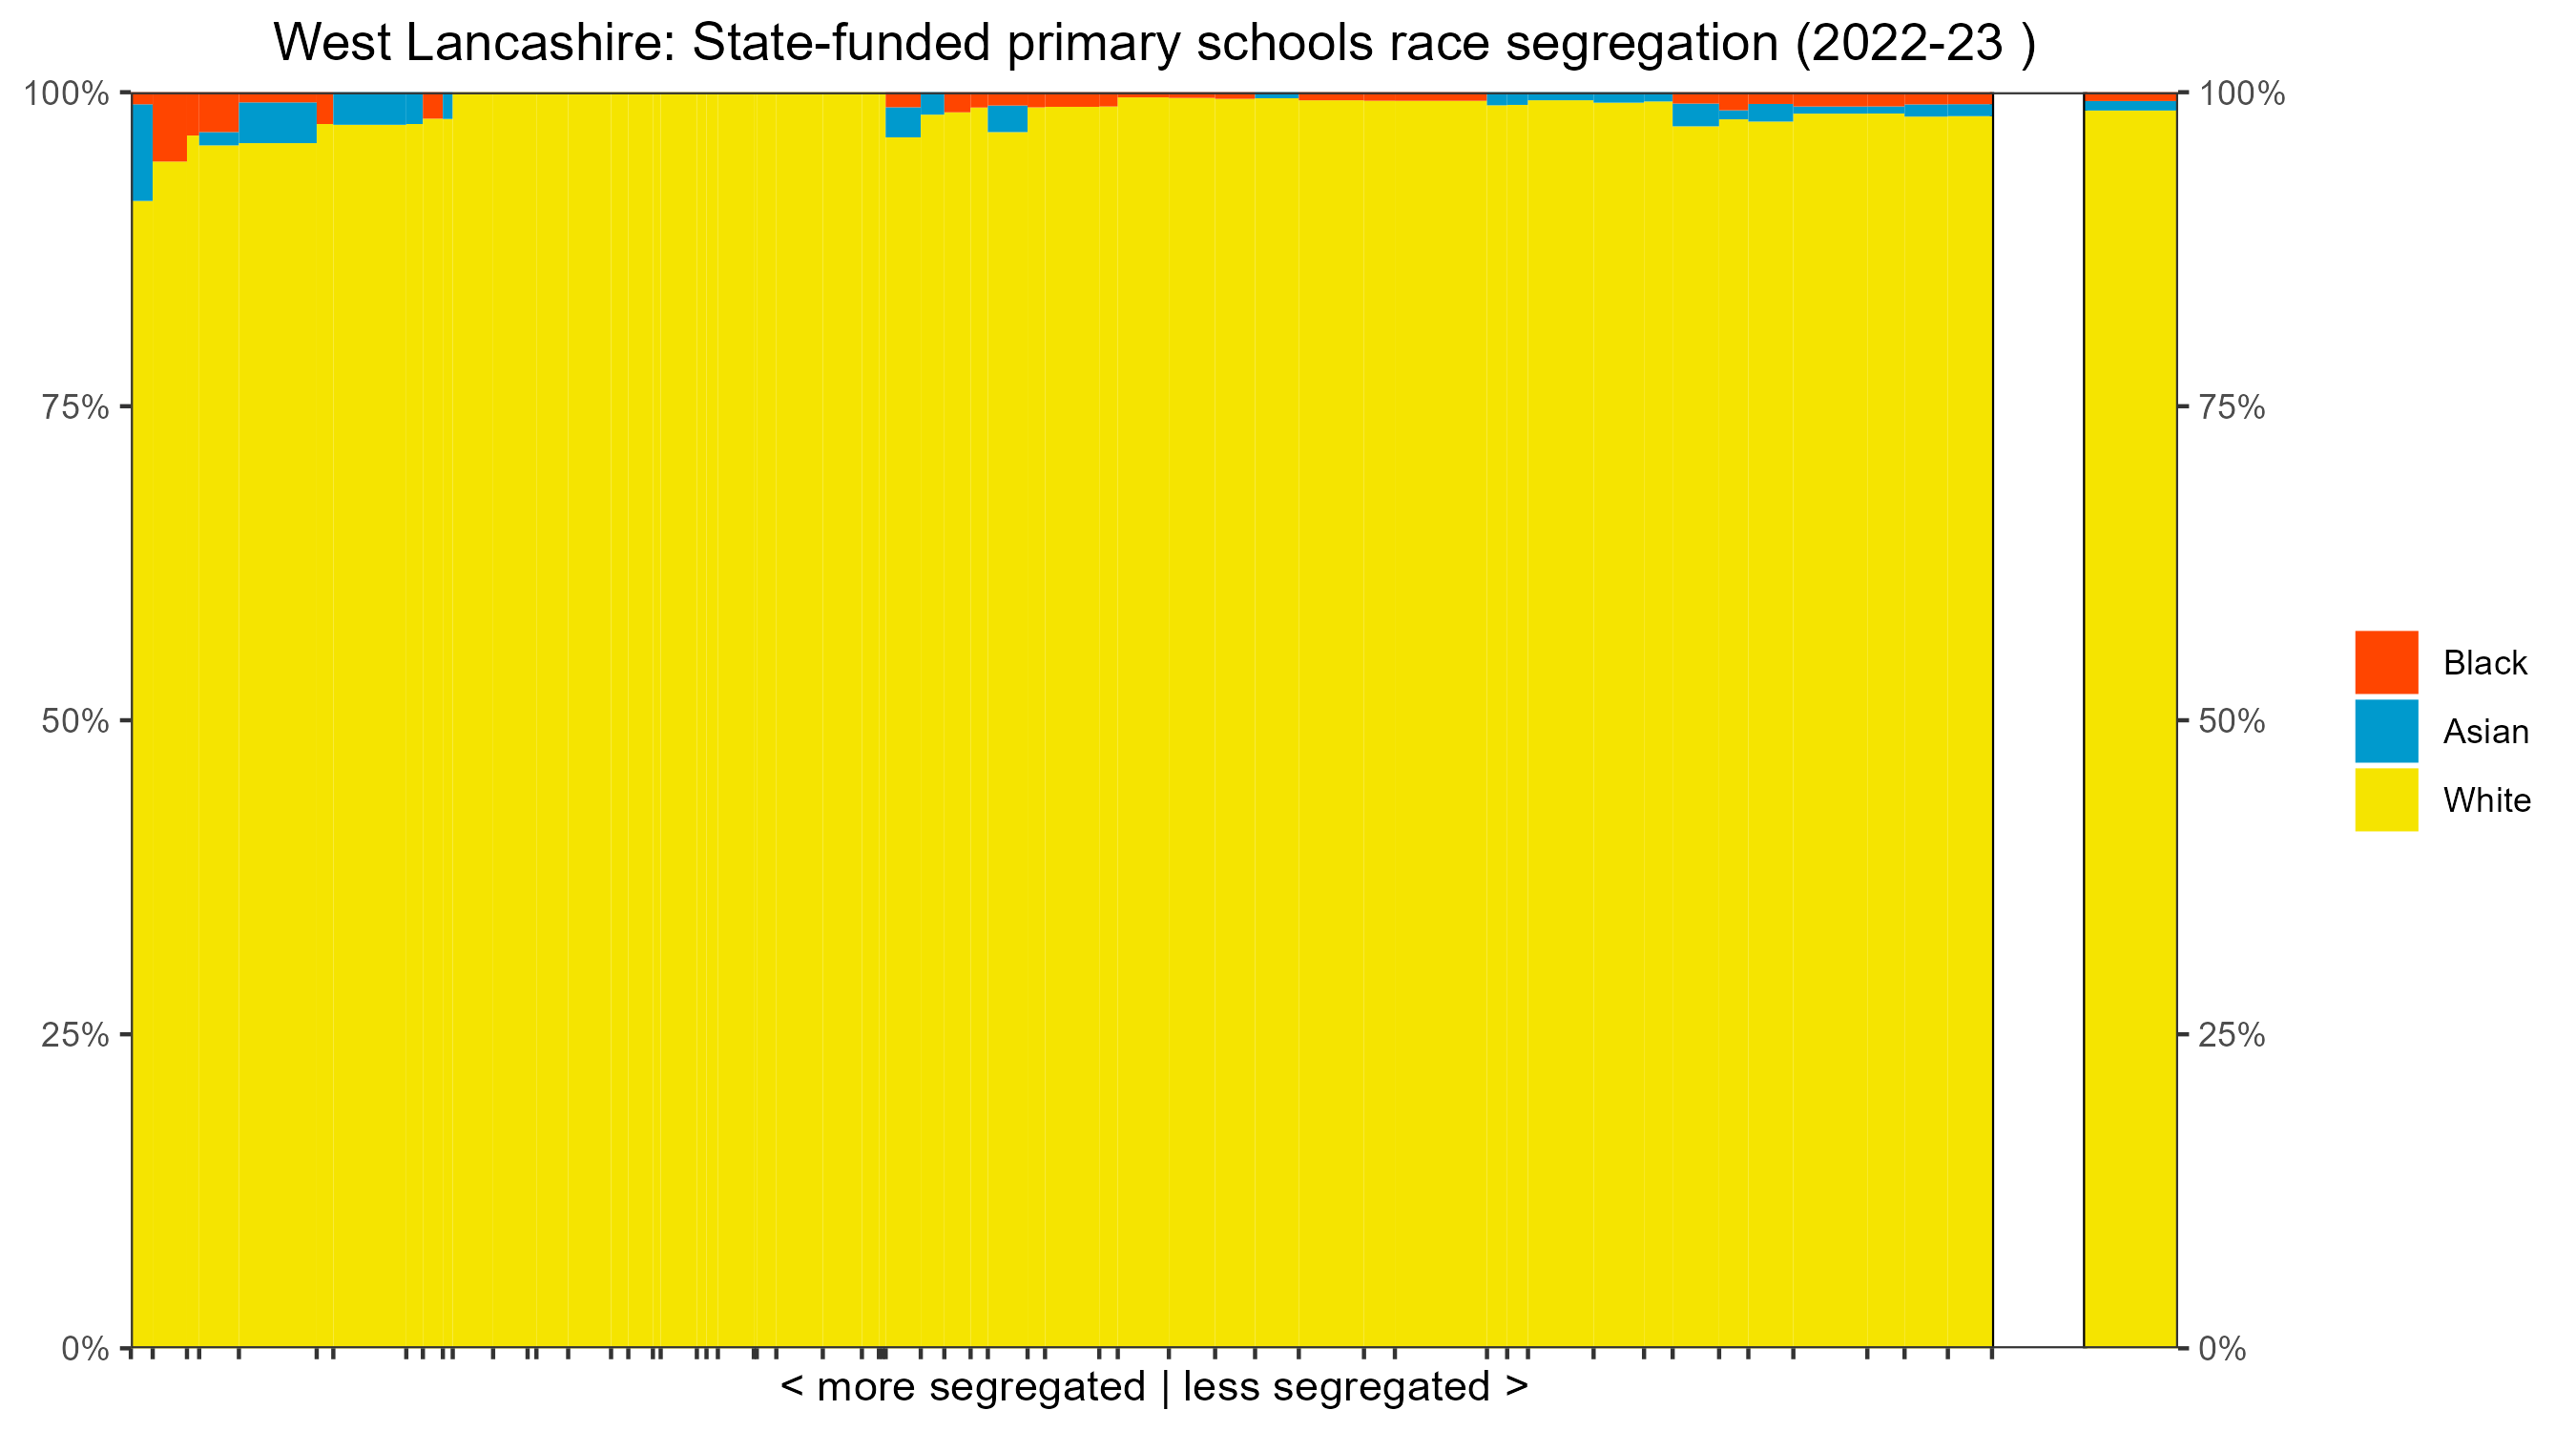 West Lancashire: State-funded primary schools race segregation (2022-23 )
100%
75%
50%
25%
0%
100%
75%
50%
25%
0%
Black
Asian
White
< more segregated | less segregated >